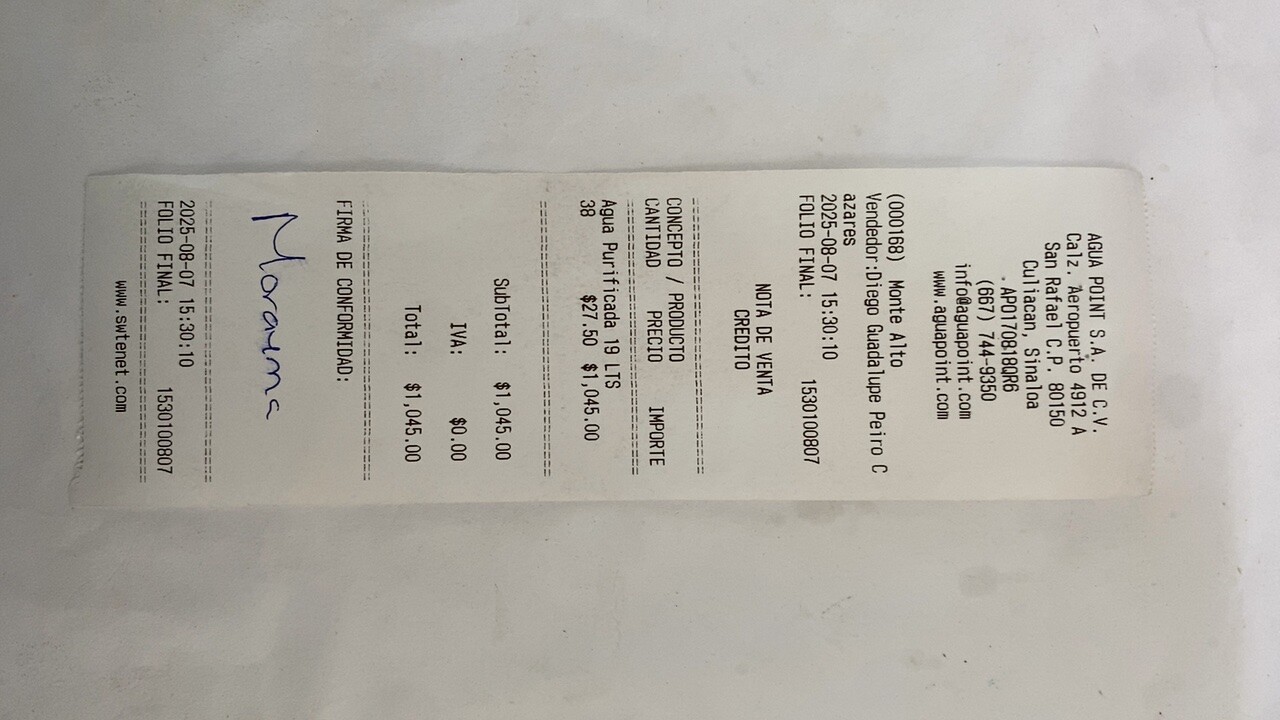 AGUA POINT S.A. DE C.V.
Calz. Aeropuerto 4912 A
San Rafael C.P. 80150
Culiacan, Sinaloa
. APO170818QR6
(667) 744-9350
info@aguapoint.com
www.aguapoint.com
(000168) Monte Alto
Vendedor:Diego Guadalupe Peiro C
azares
2025-08-07 15:30:10
FOLIO FINAL: 1530100807
NOTA DE VENTA
CREDITO
================================
CONCEPTO / PRODUCTO
CANTIDAD PRECIO IMPORTE
================================
Agua Purificada 19 LTS
38 $27.50 $1,045.00
================================
SubTotal: $1,045.00
IVA: $0.00
Total: $1,045.00
================================
FIRMA DE CONFORMIDAD:
================================
2025-08-07 15:30:10
FOLIO FINAL: 1530100807
================================
www.swtenet.com